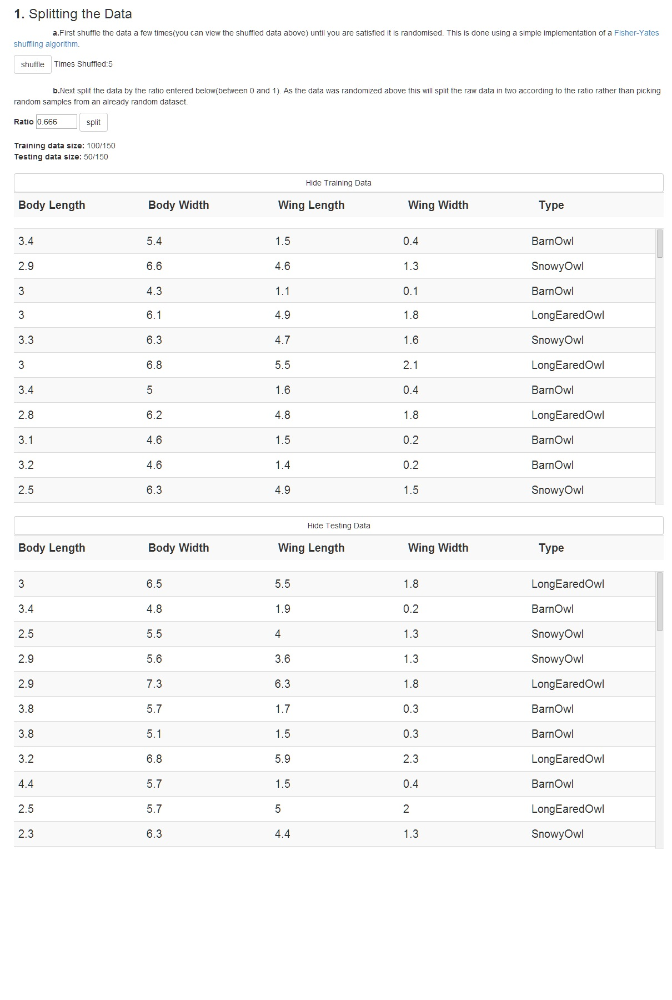 1. Splitting the Data
a.First shuffle the data a few times(you can view the shuffled data above) until you are satisfied it is randomised. This is done using a simple implementation of a Fisher-Yates
shuffling algorithm.
shuffle Times Shuffled:5
b.Next split the data by the ratio entered below(between 0 and 1). As the data was randomized above this will split the raw data in two according to the ratio rather than picking
random samples from an already random dataset.
Ratio 0.666 split
Training data size: 100/150
Testing data size: 50/150
Hide Training Data
Body Length Body Width Wing Length Wing Width Type
3.4 5.4 1.5 0.4 BarnOwl
2.9 6.6 4.6 1.3 SnowyOwl
3 4.3 1.1 0.1 BarnOwl
3 6.1 4.9 1.8 LongEaredOwl
3.3 6.3 4.7 1.6 SnowyOwl
3 6.8 5.5 2.1 LongEaredOwl
3.4 5 1.6 0.4 BarnOwl
2.8 6.2 4.8 1.8 LongEaredOwl
3.1 4.6 1.5 0.2 BarnOwl
3.2 4.6 1.4 0.2 BarnOwl
2.5 6.3 4.9 1.5 SnowyOwl
Hide Testing Data
Body Length Body Width Wing Length Wing Width Type
3 6.5 5.5 1.8 LongEaredOwl
3.4 4.8 1.9 0.2 BarnOwl
2.5 5.5 4 1.3 SnowyOwl
2.9 5.6 3.6 1.3 SnowyOwl
2.9 7.3 6.3 1.8 LongEaredOwl
3.8 5.7 1.7 0.3 BarnOwl
3.8 5.1 1.5 0.3 BarnOwl
3.2 6.8 5.9 2.3 LongEaredOwl
4.4 5.7 1.5 0.4 BarnOwl
2.5 5.7 5 2 LongEaredOwl
2.3 6.3 4.4 1.3 SnowyOwl